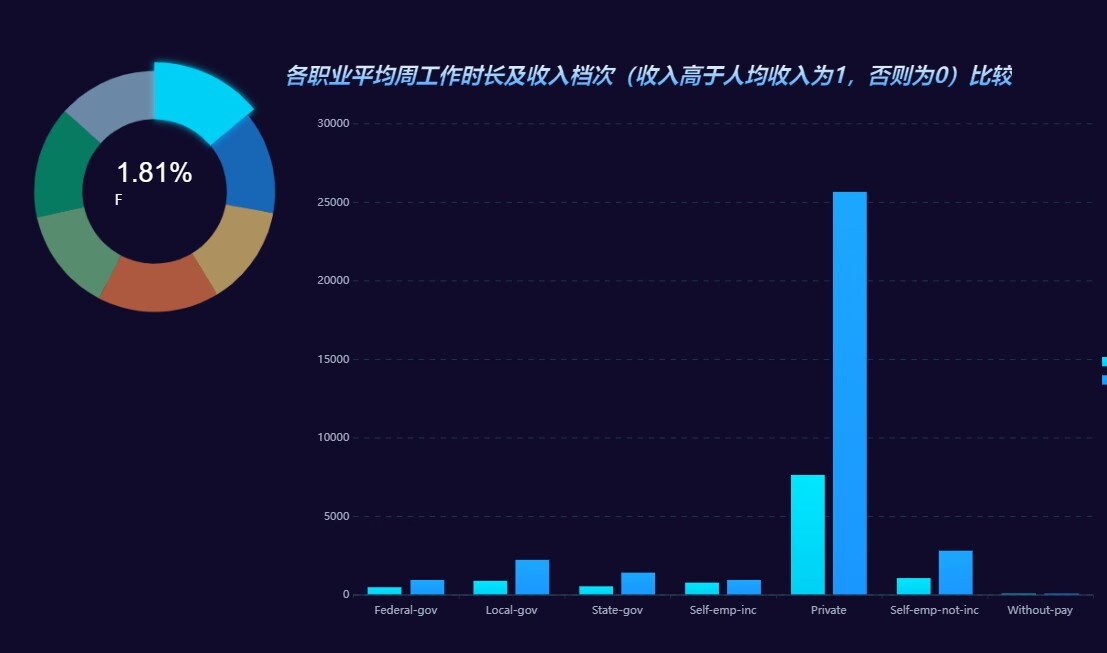 各职业平均周工作时长及收入档次（收入高于人均收入为1，否则为0）比较
1.81%
F
30000
25000
20000
15000
10000
5000
0
Federal-gov
Local-gov
State-gov
Self-emp-inc
Private
Self-emp-not-inc
Without-pay